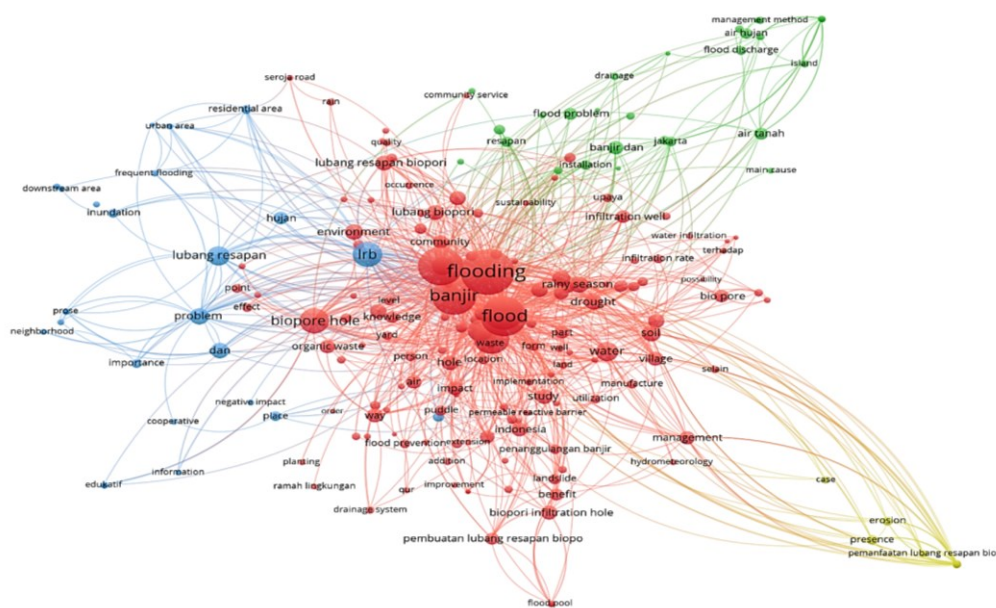 management method
air hujan
flood discharge
island
seroja road
drainage
rain
community service
residential area
flood problem
urban area
quality
resapan
banjir dan
jakarta
air tanah
lubang resapan biopori
installation
frequent flooding
main cause
downstream area
occurrence
upaya
sustainability
inundation
hujan
lubang biopori
infiltration well
environment
water infiltration
community
terhadap
lubang resapan
lrb
infiltration rate
flooding
possibility
rainy season
point
banjir
bio pore
level
drought
effect
prose
problem
knowledge
flood
biopore hole
neighborhood
yard
part
soil
waste
form
well
organic waste
dan
water
village
person
location
importance
hole
land
selain
air
implementation
manufacture
impact
study
utilization
negative impact
order
puddle
permeable reactive barrier
cooperative
place
way
indonesia
management
flood prevention
extension
penanggulangan banjir
planting
addition
hydrometeorology
information
landslide
case
edukatif
ramah lingkungan
qur
improvement
benefit
drainage system
biopori infiltration hole
erosion
presence
pembuatan lubang resapan biopo
pemanfaatan lubang resapan bio
flood pool